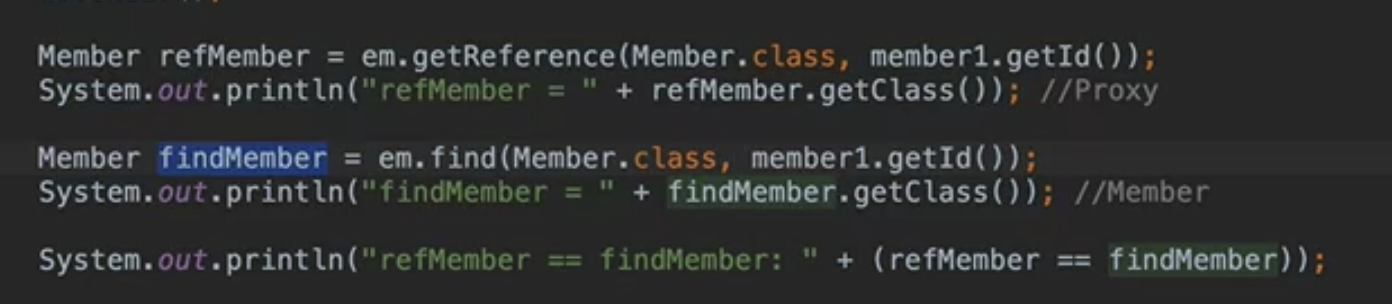 Member refMember = em.getReference(Member.class, member1.getId());
System.out.println("refMember = " + refMember.getClass()); //Proxy
Member findMember = em.find(Member.class, member1.getId());
System.out.println("findMember = " + findMember.getClass()); //Member
System.out.println("refMember == findMember: " + (refMember == findMember));